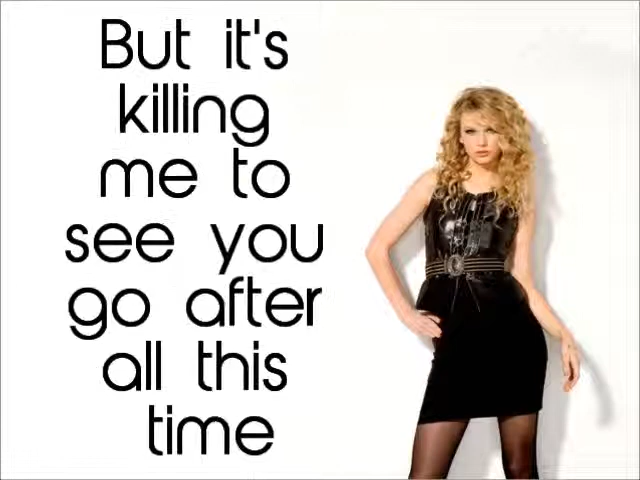 But it's
killing
me to
see you
go after
all this
time